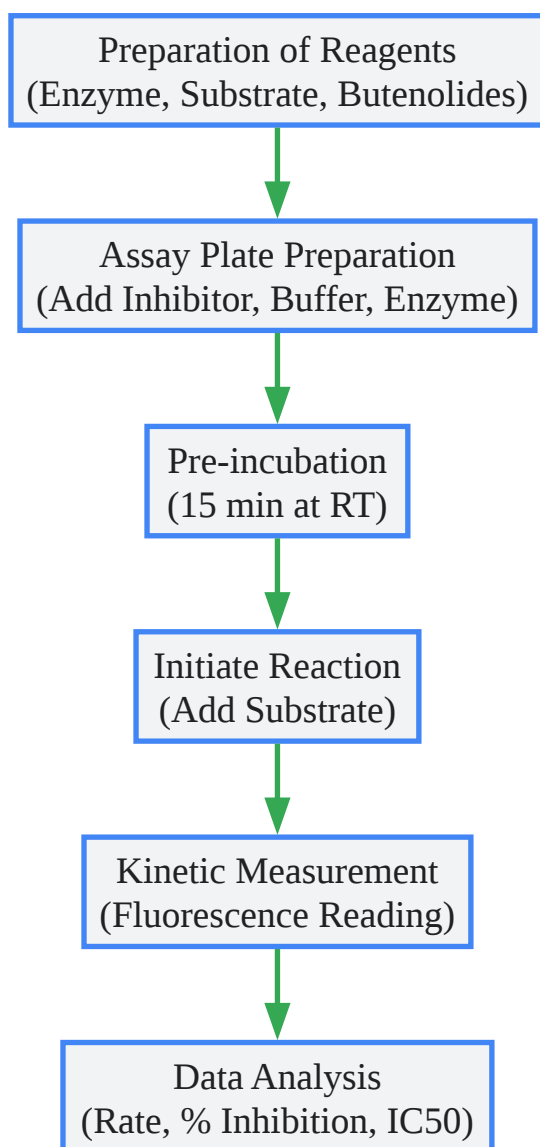 Preparation of Reagents
(Enzyme, Substrate, Butenolides)
Assay Plate Preparation
(Add Inhibitor, Buffer, Enzyme)
Pre-incubation
(15 min at RT)
Initiate Reaction
(Add Substrate)
Kinetic Measurement
(Fluorescence Reading)
Data Analysis
(Rate, % Inhibition, IC50)